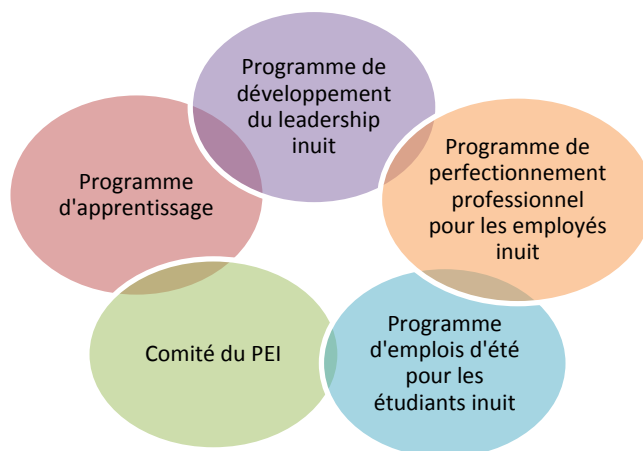 Programme de
développement
du leadership
inuit
Programme de
perfectionnement
professionnel
pour les employés
inuit
Programme
d'emplois d'été
pour les
étudiants inuit
Comité du PEI
Programme
d'apprentissage